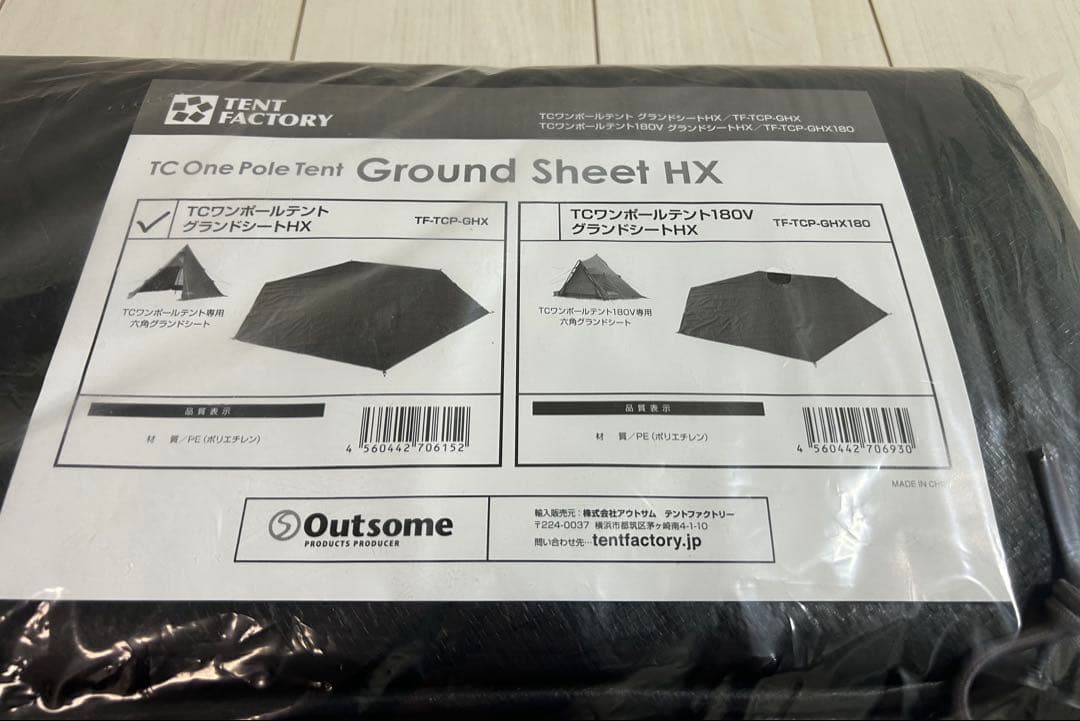 TENT
FACTORY
TCワンポールテント グランドシートHX／TF-TCP-GHX
TCワンポールテント180V グランドシートHX／TF-TCP-GHX180
TC One Pole Tent Ground Sheet HX
TCワンポールテント
グランドシートHX
TF-TCP-GHX
TCワンポールテント専用
六角グランドシート
品質表示
材 質／PE（ポリエチレン）
4 560442 706152
TCワンポールテント180V
グランドシートHX
TF-TCP-GHX180
TCワンポールテント180V専用
六角グランドシート
品質表示
材 質／PE（ポリエチレン）
4 560442 706930
MADE IN
Outsome
PRODUCTS PRODUCER
輸入販売元：株式会社アウトサム テントファクトリー
〒224-0037 横浜市都筑区茅ヶ崎南4-1-10
問い合わせ先…tentfactory.jp